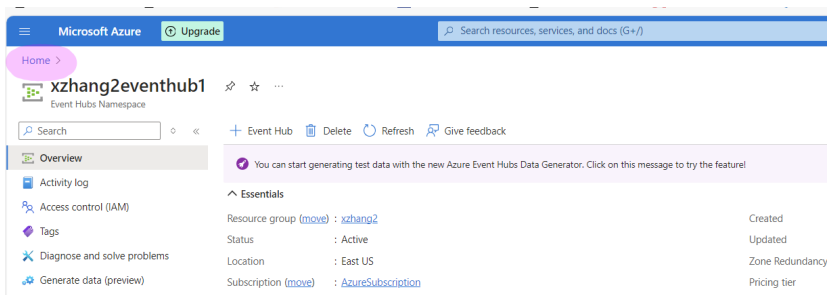 Microsoft Azure Upgrade Search resources, services, and docs (G+/)
Home >
xzhang2eventhub1 ...
Event Hubs Namespace
Search « + Event Hub Delete Refresh Give feedback
Overview
You can start generating test data with the new Azure Event Hubs Data Generator. Click on this message to try the feature!
Activity log
Essentials
Access control (IAM)
Resource group (move) : xzhang2 Created
Tags
Status : Active Updated
Diagnose and solve problems
Location : East US Zone Redundancy
Generate data (preview)
Subscription (move) : AzureSubscription Pricing tier